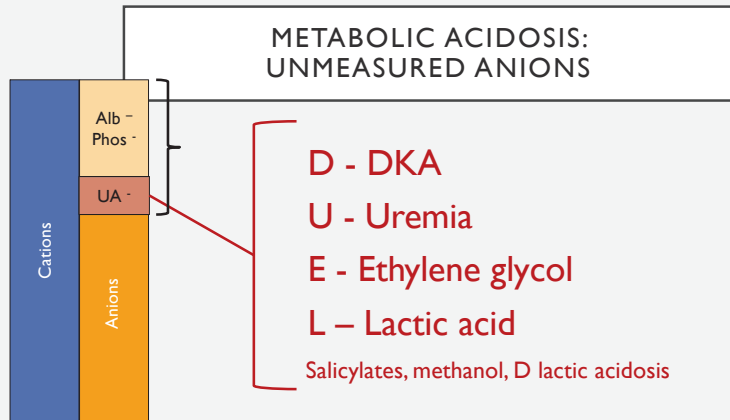 METABOLIC ACIDOSIS:
UNMEASURED ANIONS
Alb –
Phos -
UA -
Cations
Anions
D - DKA
U - Uremia
E - Ethylene glycol
L – Lactic acid
Salicylates, methanol, D lactic acidosis